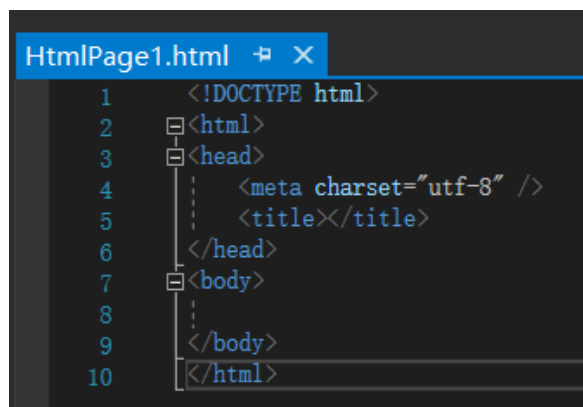 HtmlPage1.html
1 <!DOCTYPE html>
2 <html>
3 <head>
4 <meta charset="utf-8" />
5 <title></title>
6 </head>
7 <body>
8
9 </body>
10 </html>